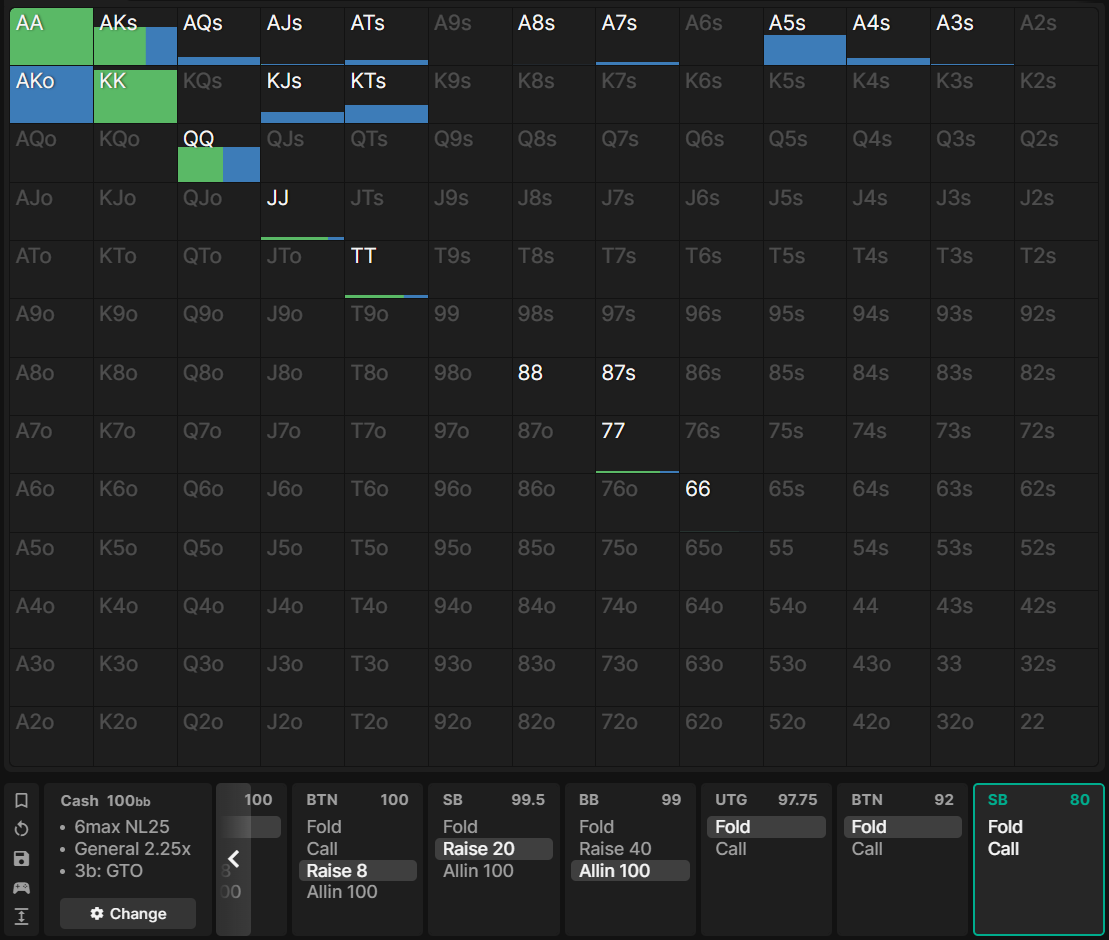 AA AKs AQs AJs ATs A9s A8s A7s A6s A5s A4s A3s A2s
AKo KK KQs KJs KTs K9s K8s K7s K6s K5s K4s K3s K2s
AQo KQo QQ QJs QTs Q9s Q8s Q7s Q6s Q5s Q4s Q3s Q2s
AJo KJo QJo JJ JTs J9s J8s J7s J6s J5s J4s J3s J2s
ATo KTo QTo JTo TT T9s T8s T7s T6s T5s T4s T3s T2s
A9o K9o Q9o J9o T9o 99 98s 97s 96s 95s 94s 93s 92s
A8o K8o Q8o J8o T8o 98o 88 87s 86s 85s 84s 83s 82s
A7o K7o Q7o J7o T7o 97o 87o 77 76s 75s 74s 73s 72s
A6o K6o Q6o J6o T6o 96o 86o 76o 66 65s 64s 63s 62s
A5o K5o Q5o J5o T5o 95o 85o 75o 65o 55 54s 53s 52s
A4o K4o Q4o J4o T4o 94o 84o 74o 64o 54o 44 43s 42s
A3o K3o Q3o J3o T3o 93o 83o 73o 63o 53o 43o 33 32s
A2o K2o Q2o J2o T2o 92o 82o 72o 62o 52o 42o 32o 22
Cash 100bb
• 6max NL25
• General 2.25x
• 3b: GTO
Change
100
BTN 100
Fold
Call
Raise 8
Allin 100
SB 99.5
Fold
Raise 20
Allin 100
BB 99
Fold
Raise 40
Allin 100
UTG 97.75
Fold
Call
BTN 92
Fold
Call
SB 80
Fold
Call